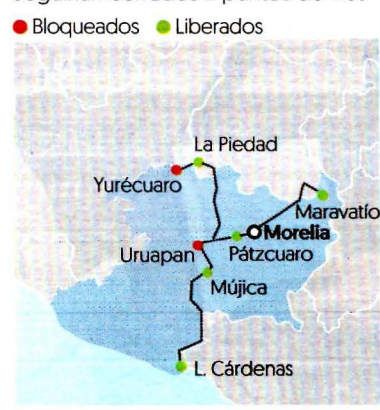 Bloqueados Liberados
La Piedad
Yurécuaro
Maravatío
Morelia
Uruapan Pátzcuaro
Mújica
L. Cárdenas